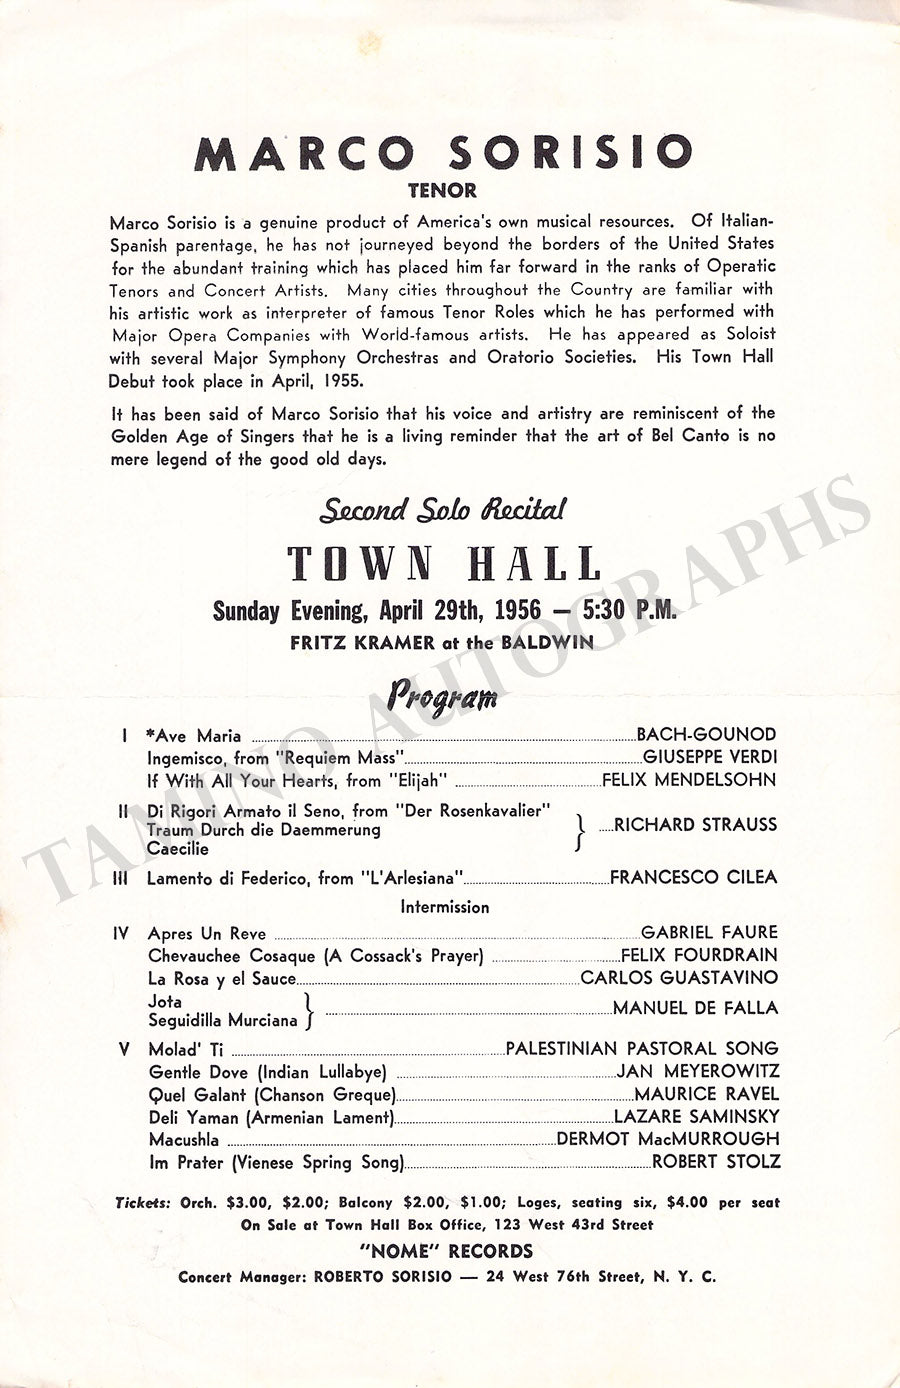 MARCO SORISIO
TENOR
Marco Sorisio is a genuine product of America's own musical resources. Of Italian-
Spanish parentage, he has not journeyed beyond the borders of the United States
for the abundant training which has placed him far forward in the ranks of Operatic
Tenors and Concert Artists. Many cities throughout the Country are familiar with
his artistic work as interpreter of famous Tenor Roles which he has performed with
Major Opera Companies with World-famous artists. He has appeared as Soloist
with several Major Symphony Orchestras and Oratorio Societies. His Town Hall
Debut took place in April, 1955.
It has been said of Marco Sorisio that his voice and artistry are reminiscent of the
Golden Age of Singers that he is a living reminder that the art of Bel Canto is no
mere legend of the good old days.
Second Solo Recital
TOWN HALL
Sunday Evening, April 29th, 1956 — 5:30 P.M.
FRITZ KRAMER at the BALDWIN
Program
I *Ave Maria BACH-GOUNOD
Ingemisco, from "Requiem Mass" GIUSEPPE VERDI
If With All Your Hearts, from "Elijah" FELIX MENDELSOHN
II Di Rigori Armato il Seno, from "Der Rosenkavalier"
Traum Durch die Daemmerung } RICHARD STRAUSS
Caecilie
III Lamento di Federico, from "L'Arlesiana" FRANCESCO CILEA
Intermission
IV Apres Un Reve GABRIEL FAURE
Chevauchee Cosaque (A Cossack's Prayer) FELIX FOURDRAIN
La Rosa y el Sauce CARLOS GUASTAVINO
Jota
Seguidilla Murciana } MANUEL DE FALLA
V Molad' Ti PALESTINIAN PASTORAL SONG
Gentle Dove (Indian Lullabye) JAN MEYEROWITZ
Quel Galant (Chanson Greque) MAURICE RAVEL
Deli Yaman (Armenian Lament) LAZARE SAMINSKY
Macushla DERMOT MacMURROUGH
Im Prater (Vienese Spring Song) ROBERT STOLZ
Tickets: Orch. $3.00, $2.00; Balcony $2.00, $1.00; Loges, seating six, $4.00 per seat
On Sale at Town Hall Box Office, 123 West 43rd Street
"NOME" RECORDS
Concert Manager: ROBERTO SORISIO — 24 West 76th Street, N. Y. C.
TAMINO AUTOGRAPHS